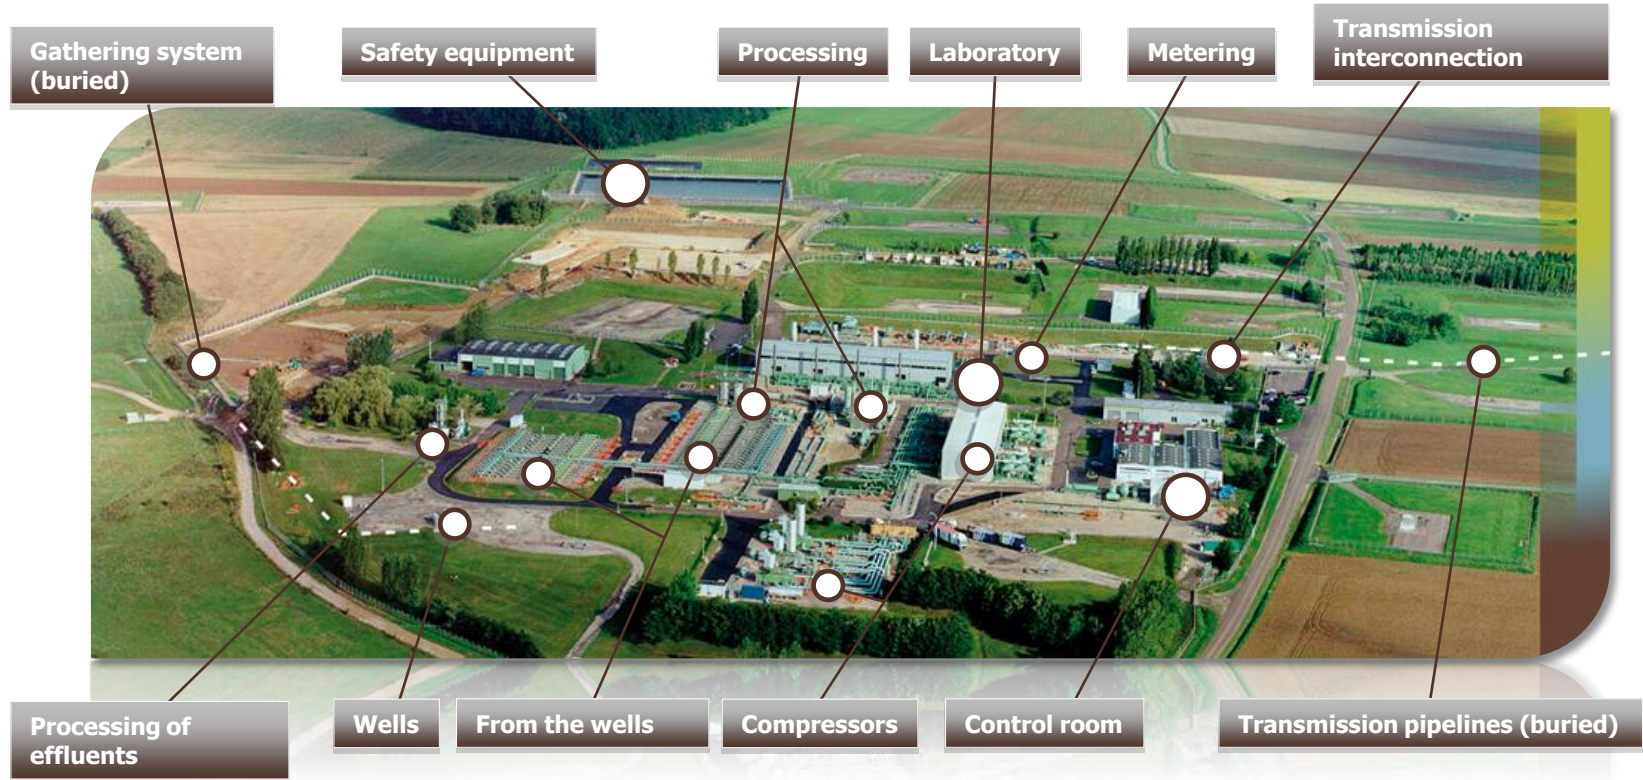 Gathering system
(buried)
Safety equipment
Processing
Laboratory
Metering
Transmission
interconnection
Processing of
effluents
Wells
From the wells
Compressors
Control room
Transmission pipelines (buried)